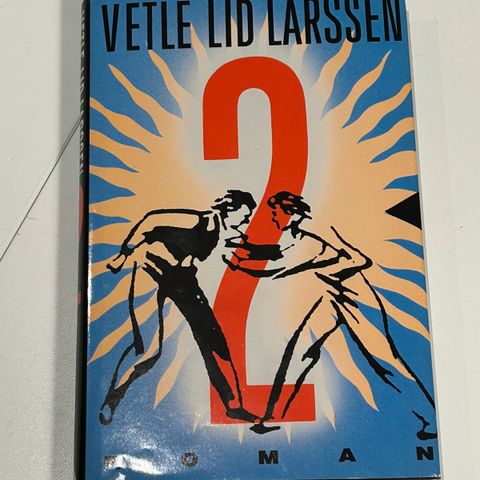 VETLE LID LARSSEN
2
ROMAN